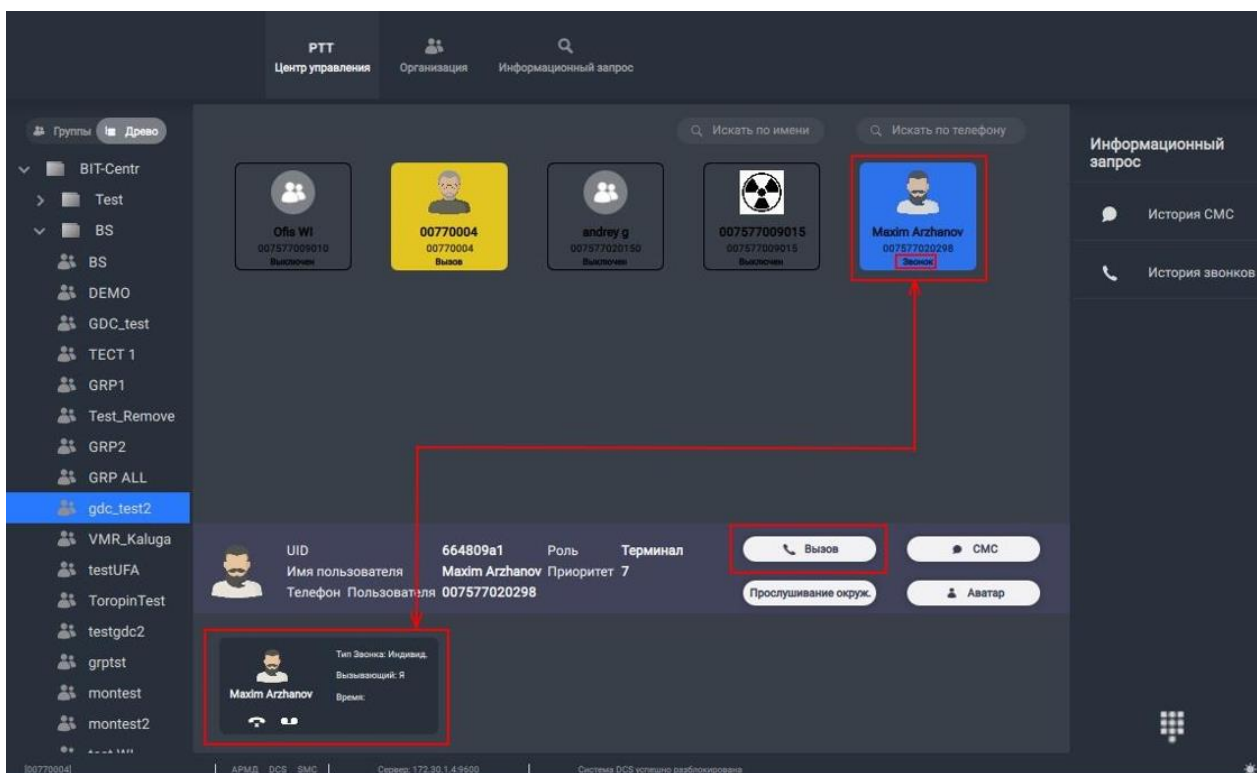 PTT
Центр управления
Организация
Информационный запрос
Группы
Древо
Искать по имени
Искать по телефону
BIT-Centr
Test
BS
BS
DEMO
GDC_test
ТЕСТ 1
GRP1
Test_Remove
GRP2
GRP ALL
gdc_test2
VMR_Kaluga
testUFA
ToropinTest
testgdc2
grptst
montest
montest2
Ofis WI
007577009010
Выключен
00770004
00770004
Вызов
andrey g
007577020150
Выключен
007577009015
007577009015
Выключен
Maxim Arzhanov
007577020298
Звонок
Информационный
запрос
История СМС
История звонков
UID 664809a1 Роль Терминал
Имя пользователя Maxim Arzhanov Приоритет 7
Телефон Пользователя 007577020298
Вызов
СМС
Прослушивание окруж.
Аватар
Maxim Arzhanov
Тип Звонка: Индивид.
Вызывающий: Я
Время:
[00770004]
АРМД DCS SMC
Сервер: 172.30.1.4:9600
Система DCS успешно разблокирована